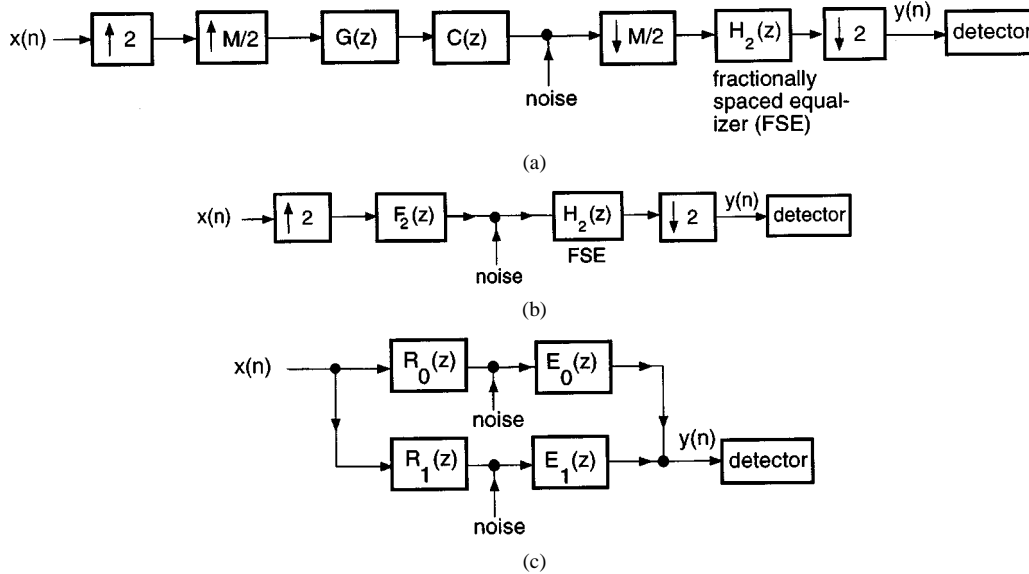 x(n) ↑ 2 ↑ M/2 G(z) C(z) ↓ M/2 H2(z) ↓ 2 y(n) detector
noise
fractionally
spaced equal-
izer (FSE)
(a)
x(n) ↑ 2 F2(z) H2(z) ↓ 2 y(n) detector
noise
FSE
(b)
x(n) R0(z) E0(z)
noise
R1(z) E1(z) y(n) detector
noise
(c)